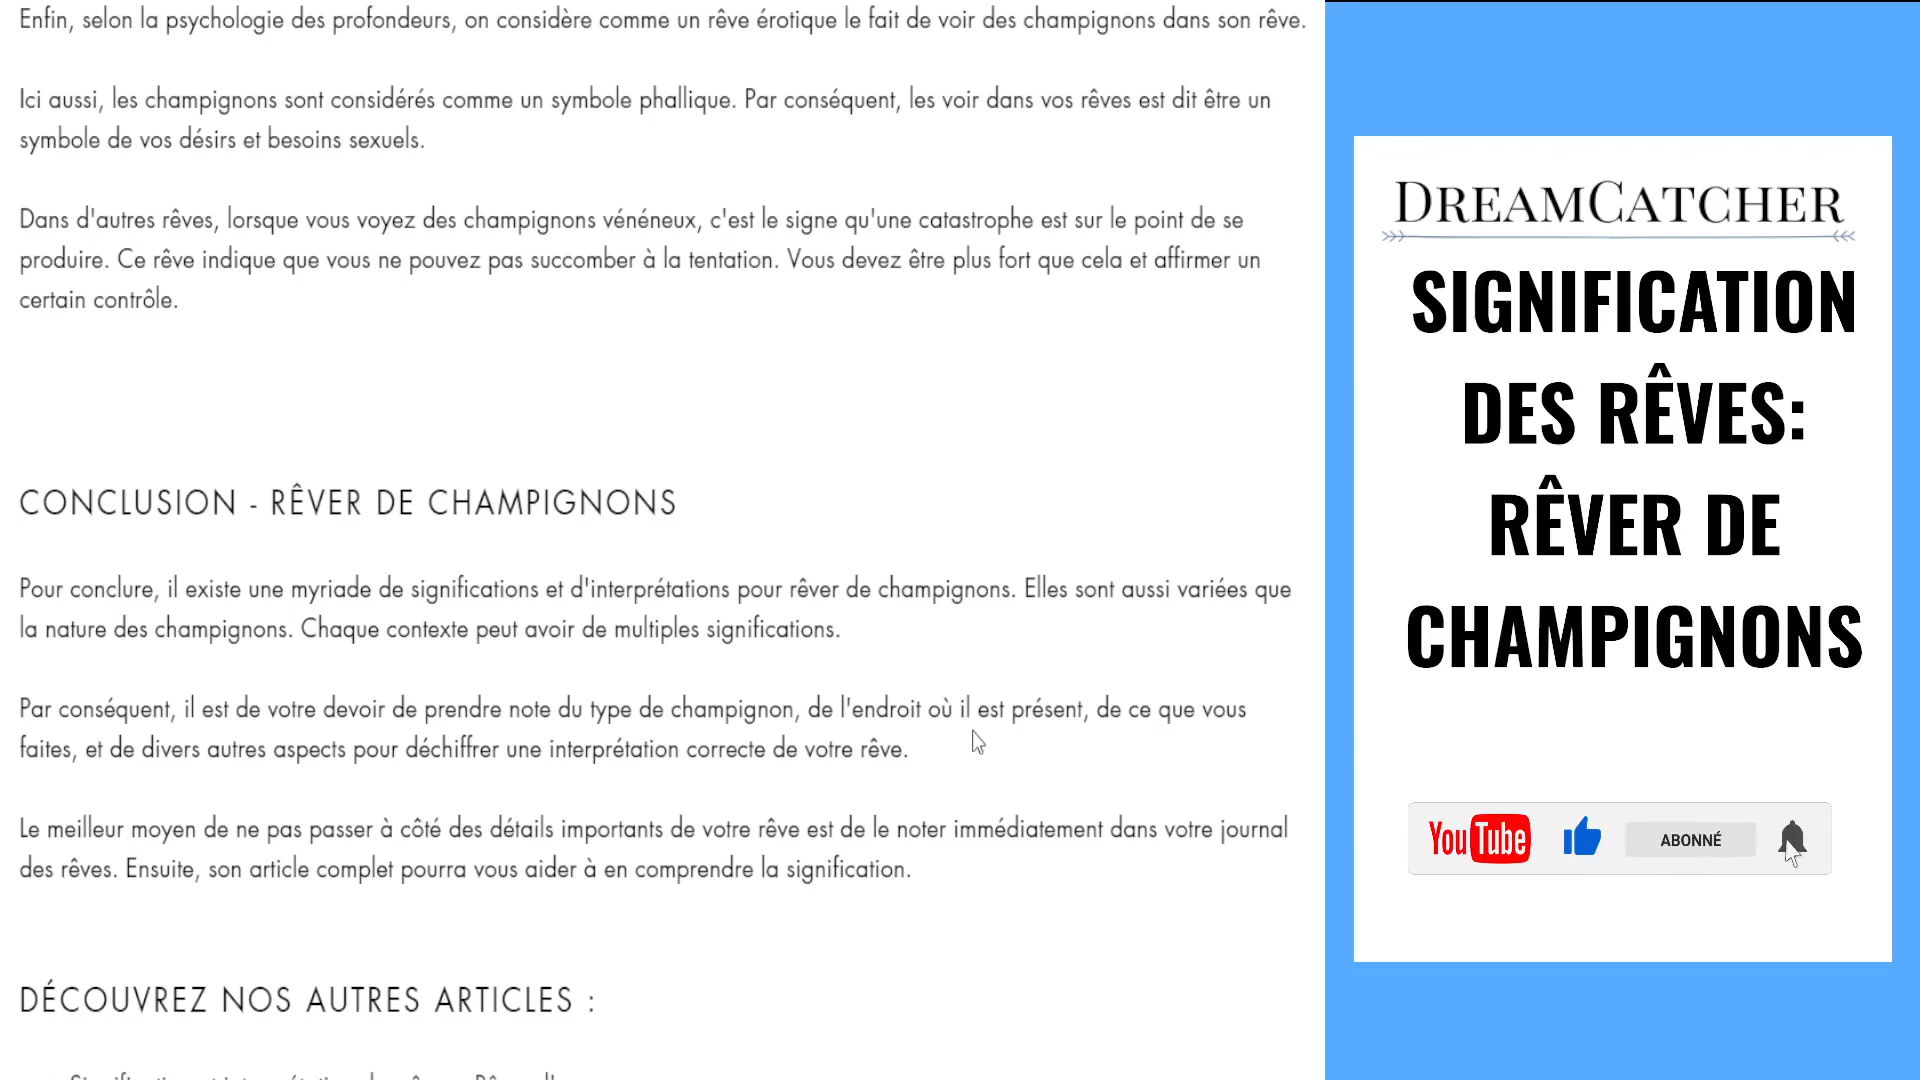 Enfin, selon la psychologie des profondeurs, on considère comme un rêve érotique le fait de voir des champignons dans son rêve.
Ici aussi, les champignons sont considérés comme un symbole phallique. Par conséquent, les voir dans vos rêves est dit être un
symbole de vos désirs et besoins sexuels.
Dans d'autres rêves, lorsque vous voyez des champignons vénéneux, c'est le signe qu'une catastrophe est sur le point de se
produire. Ce rêve indique que vous ne pouvez pas succomber à la tentation. Vous devez être plus fort que cela et affirmer un
certain contrôle.
CONCLUSION - RÊVER DE CHAMPIGNONS
Pour conclure, il existe une myriade de significations et d'interprétations pour rêver de champignons. Elles sont aussi variées que
la nature des champignons. Chaque contexte peut avoir de multiples significations.
Par conséquent, il est de votre devoir de prendre note du type de champignon, de l'endroit où il est présent, de ce que vous
faites, et de divers autres aspects pour déchiffrer une interprétation correcte de votre rêve.
Le meilleur moyen de ne pas passer à côté des détails importants de votre rêve est de le noter immédiatement dans votre journal
des rêves. Ensuite, son article complet pourra vous aider à en comprendre la signification.
DÉCOUVREZ NOS AUTRES ARTICLES :
DREAMCATCHER
SIGNIFICATION
DES RÊVES:
RÊVER DE
CHAMPIGNONS
YouTube
ABONNÉ